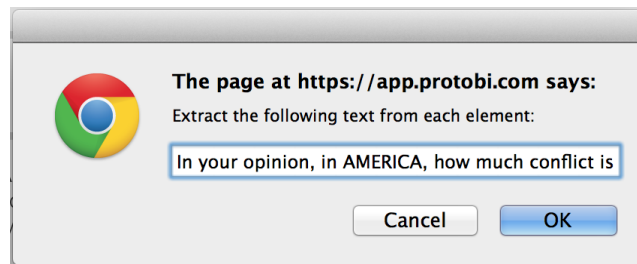 The page at https://app.protobi.com says:
Extract the following text from each element:
In your opinion, in AMERICA, how much conflict is
Cancel OK